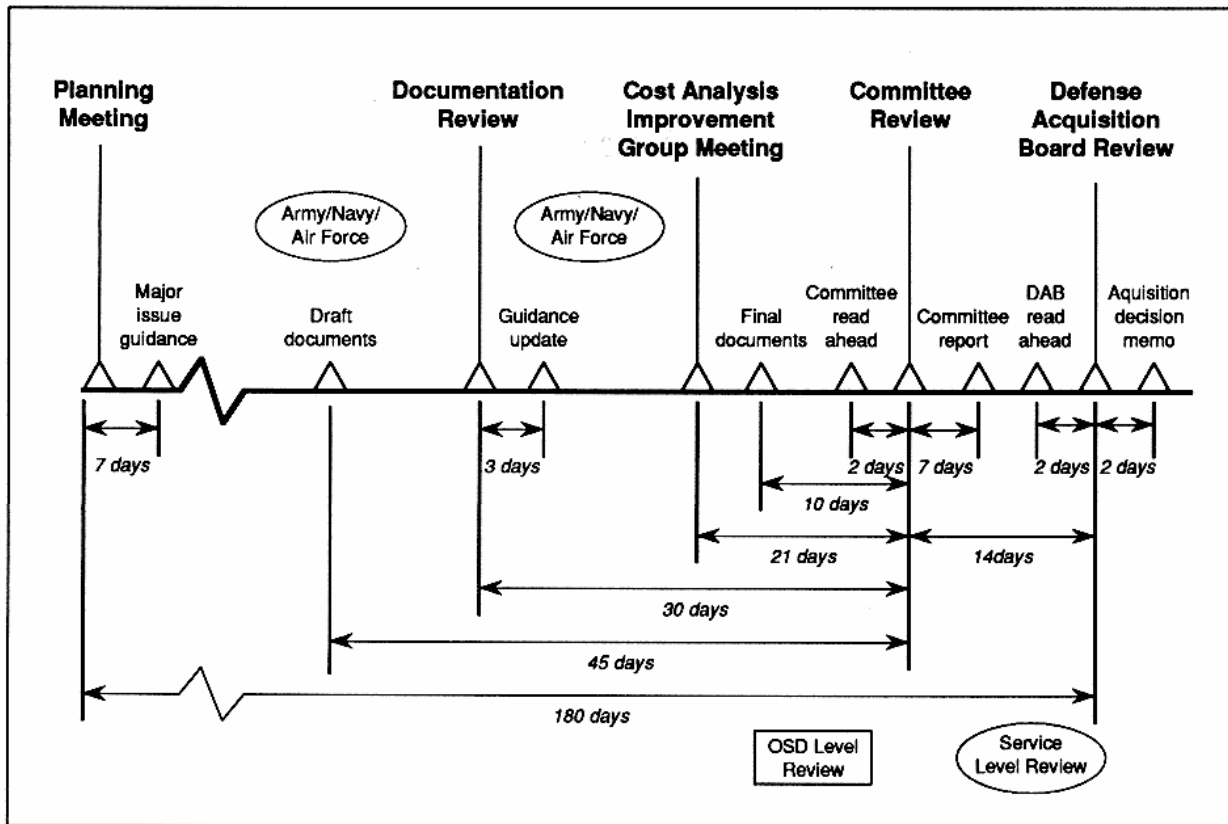 Planning
Meeting
Documentation
Review
Cost Analysis
Improvement
Group Meeting
Committee
Review
Defense
Acquisition
Board Review
Army/Navy/
Air Force
Army/Navy/
Air Force
Major
issue
guidance
Draft
documents
Guidance
update
Final
documents
Committee
read
ahead
Committee
report
DAB
read
ahead
Aquisition
decision
memo
7 days
3 days
2 days
7 days
2 days
2 days
10 days
21 days
14days
30 days
45 days
180 days
OSD Level
Review
Service
Level Review